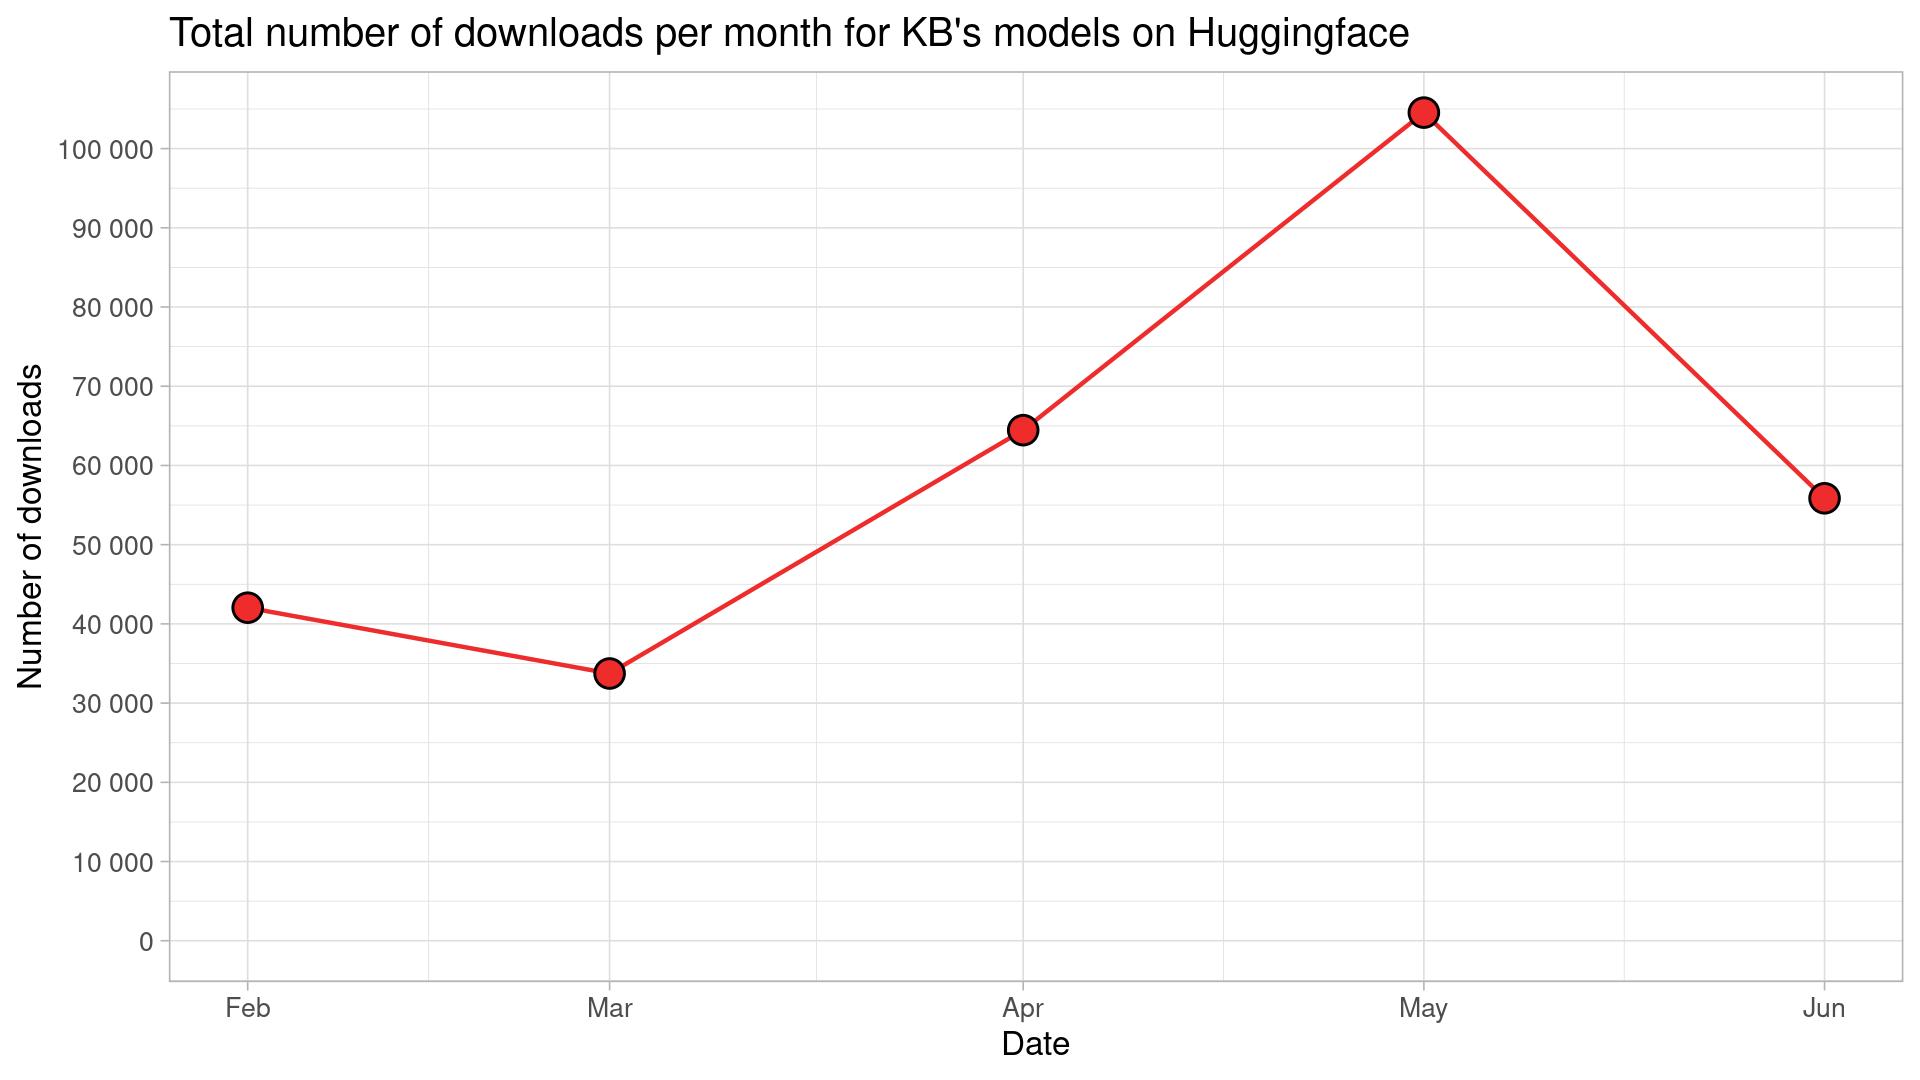 Total number of downloads per month for KB's models on Huggingface
Number of downloads
100 000
90 000
80 000
70 000
60 000
50 000
40 000
30 000
20 000
10 000
0
Feb Mar Apr May Jun
Date